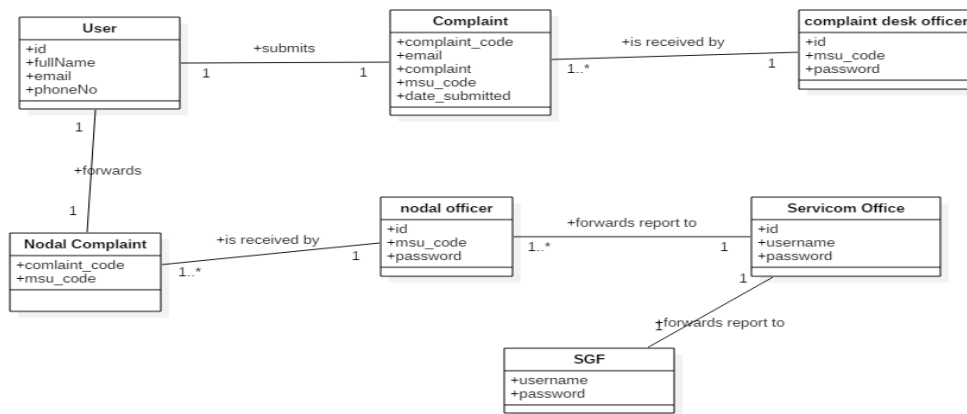 User
+id
+fullName
+email
+phoneNo
+submits
1
1
Complaint
+complaint_code
+email
+complaint
+msu_code
+date_submitted
+is received by
1..*
1
complaint desk officer
+id
+msu_code
+password
1
+forwards
1
Nodal Complaint
+comlaint_code
+msu_code
+is received by
1..*
1
nodal officer
+id
+msu_code
+password
+forwards report to
1..*
1
Servicom Office
+id
+username
+password
1
+forwards report to
1
SGF
+username
+password